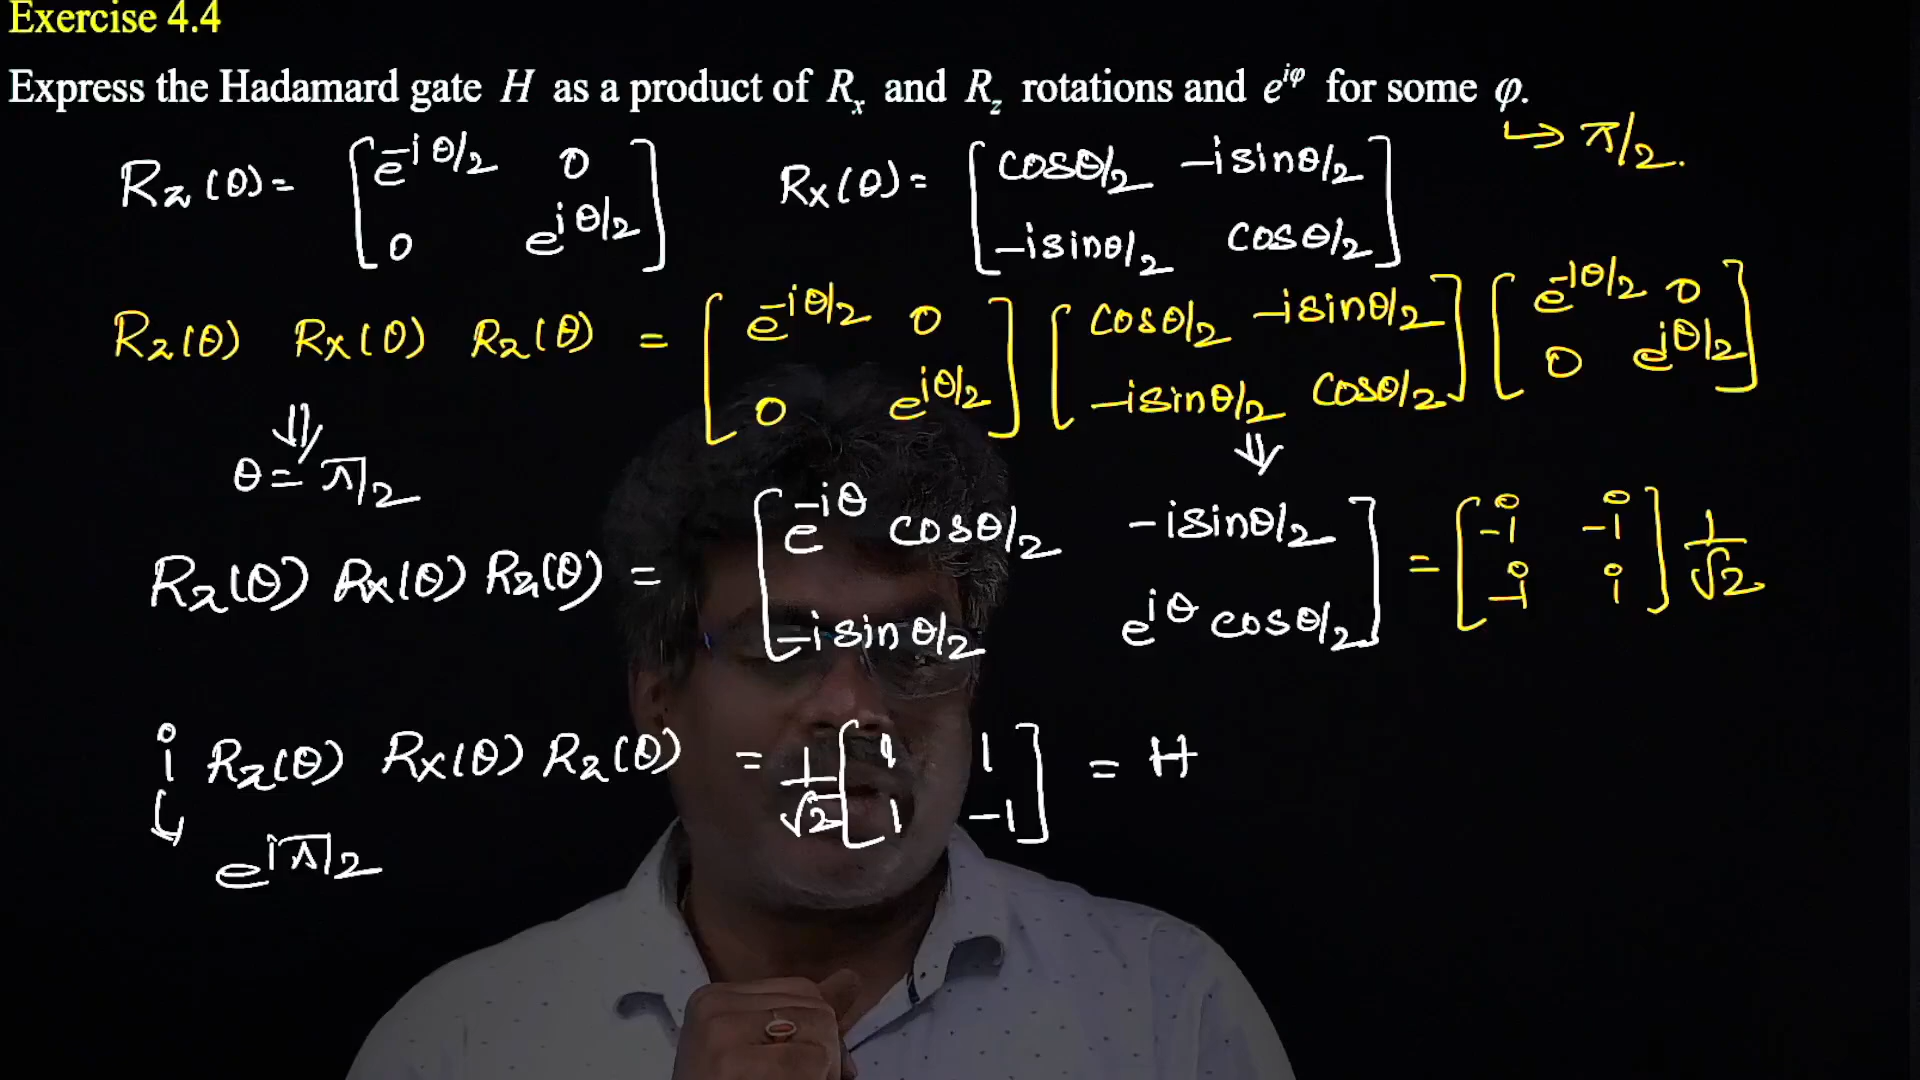 Exercise 4.4
Express the Hadamard gate H as a product of Rx and Rz rotations and e^{iφ} for some φ.
↳ π/2.
Rz(θ) = [e^{-iθ/2} 0; 0 e^{iθ/2}] Rx(θ) = [cosθ/2 -isinθ/2; -isinθ/2 cosθ/2]
Rz(θ) Rx(θ) Rz(θ) = [e^{-iθ/2} 0; 0 e^{iθ/2}] [cosθ/2 -isinθ/2; -isinθ/2 cosθ/2] [e^{-iθ/2} 0; 0 e^{iθ/2}]
⇓ ⇓
θ = π/2
Rz(θ) Rx(θ) Rz(θ) = [e^{-iθ} cosθ/2 -isinθ/2; -isinθ/2 e^{iθ} cosθ/2] = [-i -i; -i i] 1/√2
i Rz(θ) Rx(θ) Rz(θ) = 1/√2 [1 1; 1 -1] = H
↳ e^{iπ/2}